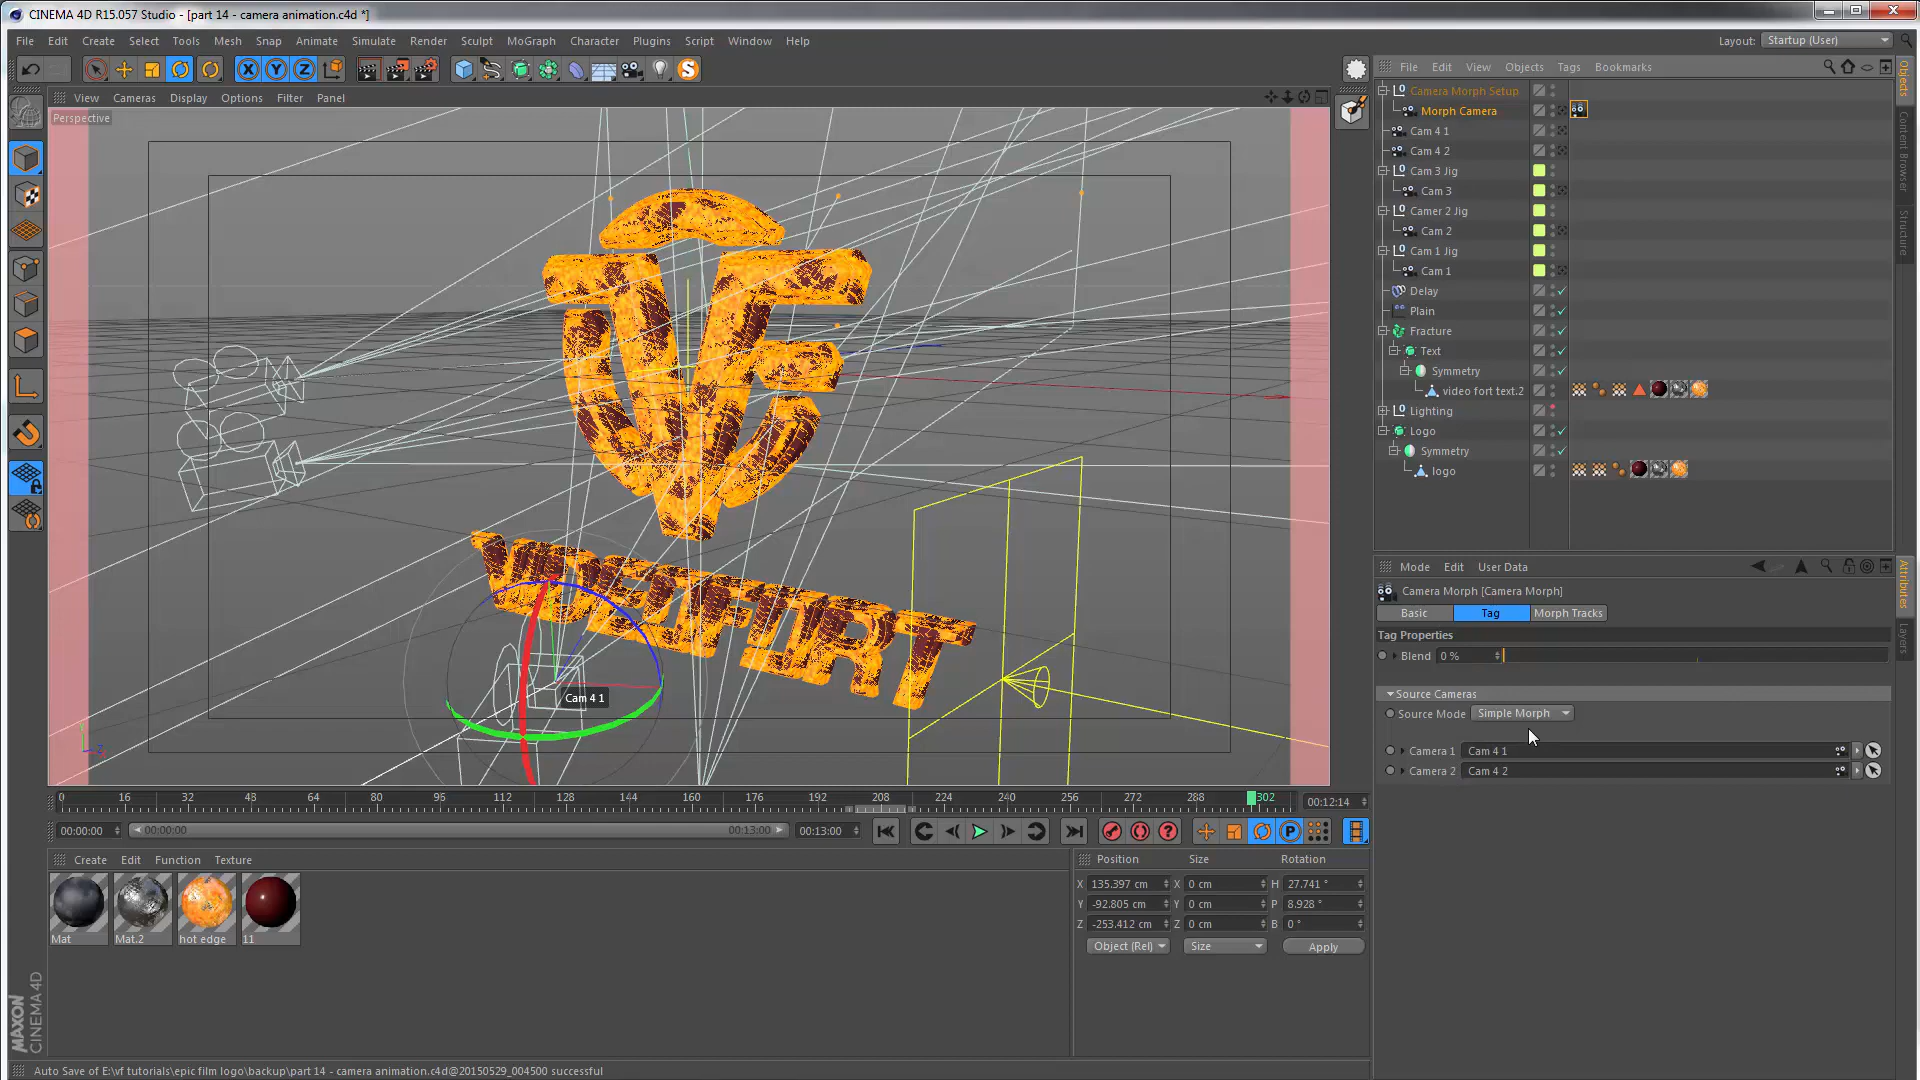 CINEMA 4D R15.057 Studio - [part 14 - camera animation.c4d *]
File Edit Create Select Tools Mesh Snap Animate Simulate Render Sculpt MoGraph Character Plugins Script Window Help
Layout: Startup (User)
X Y Z
View Cameras Display Options Filter Panel
File Edit View Objects Tags Bookmarks
Perspective
Camera Morph Setup
Morph Camera
Cam 4 1
Cam 4 2
Cam 3 Jig
Cam 3
Camer 2 Jig
Cam 2
Cam 1 Jig
Cam 1
Delay
Plain
Fracture
Text
Symmetry
video fort text.2
Lighting
Logo
Symmetry
logo
Objects
Content Browser
Structure
VIDEOFORT
Cam 4 1
Mode Edit User Data
Camera Morph [Camera Morph]
Basic Tag Morph Tracks
Tag Properties
Blend 0 %
Source Cameras
Source Mode Simple Morph
Camera 1 Cam 4 1
Camera 2 Cam 4 2
Attributes
Layers
0 16 32 48 64 80 95 112 128 144 160 176 192 208 224 240 256 272 288 302
00:12:14
00:00:00 00:00:00 00:13:00 00:13:00
P
Create Edit Function Texture
Mat Mat.2 hot edge 11
Position Size Rotation
X 135.397 cm X 0 cm H 27.741 °
Y -92.805 cm Y 0 cm P 8.928 °
Z -253.412 cm Z 0 cm B 0 °
Object (Rel) Size Apply
MAXON
CINEMA 4D
Auto Save of E:\vf tutorials\epic film logo\backup\part 14 - camera animation.c4d@20150529_004500 successful